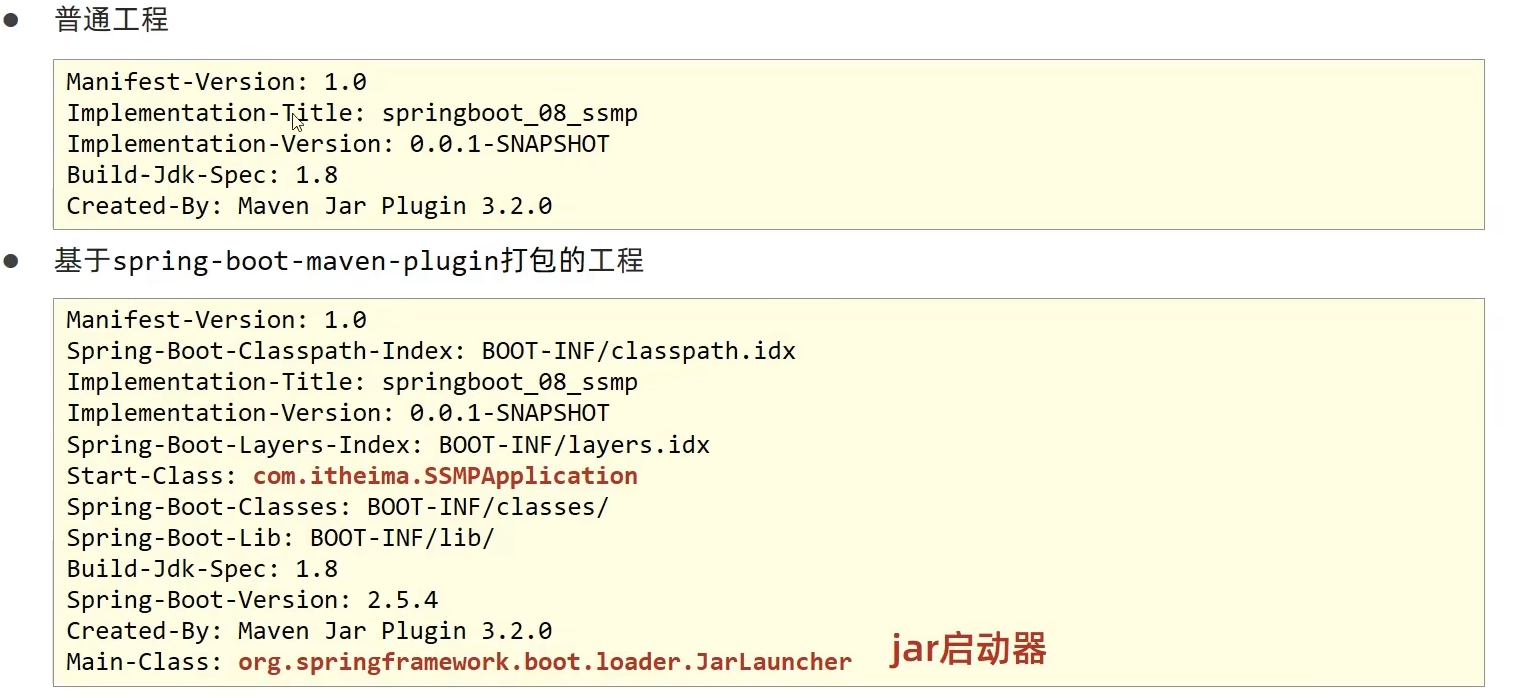 普通工程
Manifest-Version: 1.0
Implementation-Title: springboot_08_ssmp
Implementation-Version: 0.0.1-SNAPSHOT
Build-Jdk-Spec: 1.8
Created-By: Maven Jar Plugin 3.2.0
基于spring-boot-maven-plugin打包的工程
Manifest-Version: 1.0
Spring-Boot-Classpath-Index: BOOT-INF/classpath.idx
Implementation-Title: springboot_08_ssmp
Implementation-Version: 0.0.1-SNAPSHOT
Spring-Boot-Layers-Index: BOOT-INF/layers.idx
Start-Class: com.itheima.SSMPApplication
Spring-Boot-Classes: BOOT-INF/classes/
Spring-Boot-Lib: BOOT-INF/lib/
Build-Jdk-Spec: 1.8
Spring-Boot-Version: 2.5.4
Created-By: Maven Jar Plugin 3.2.0
Main-Class: org.springframework.boot.loader.JarLauncher
jar启动器